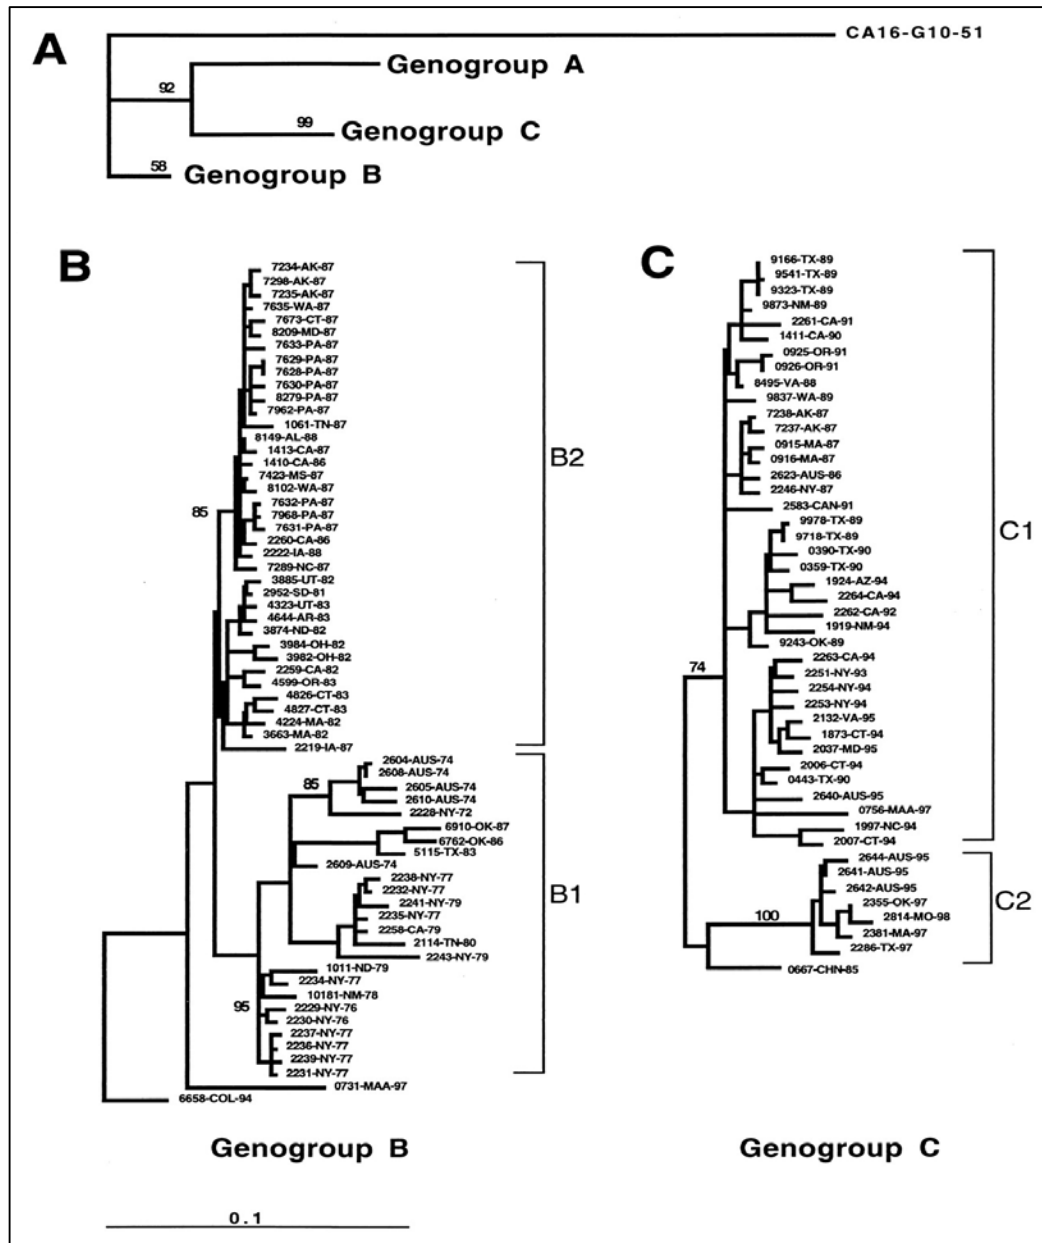 A
CA16-G10-51
Genogroup A
92
99
Genogroup C
58
Genogroup B
B
7234-AK-87
7298-AK-87
7235-AK-87
7635-WA-87
7673-CT-87
8209-MD-87
7633-PA-87
7629-PA-87
7628-PA-87
7630-PA-87
8279-PA-87
7962-PA-87
1061-TN-87
8149-AL-88
1413-CA-87
1410-CA-86
7423-MS-87
8102-WA-87
7632-PA-87
7968-PA-87
7631-PA-87
2260-CA-86
2222-IA-88
7289-NC-87
3885-UT-82
2952-SD-81
4323-UT-83
4644-AR-83
3874-ND-82
3984-OH-82
3982-OH-82
2259-CA-82
4599-OR-83
4826-CT-83
4827-CT-83
4224-MA-82
3663-MA-82
2219-IA-87
85
B2
2604-AUS-74
2608-AUS-74
2605-AUS-74
2610-AUS-74
2228-NY-72
85
6910-OK-87
6762-OK-86
5115-TX-83
2609-AUS-74
2238-NY-77
2232-NY-77
2241-NY-79
2235-NY-77
2258-CA-79
2114-TN-80
2243-NY-79
1011-ND-79
2234-NY-77
10181-NM-78
95
2229-NY-76
2230-NY-76
2237-NY-77
2236-NY-77
2239-NY-77
2231-NY-77
B1
0731-MAA-97
6658-COL-94
Genogroup B
0.1
C
9166-TX-89
9541-TX-89
9323-TX-89
9873-NM-89
2261-CA-91
1411-CA-90
0925-OR-91
0926-OR-91
8495-VA-88
9837-WA-89
7238-AK-87
7237-AK-87
0915-MA-87
0916-MA-87
2623-AUS-86
2246-NY-87
2583-CAN-91
9978-TX-89
9718-TX-89
0390-TX-90
0359-TX-90
1924-AZ-94
2264-CA-94
2262-CA-92
1919-NM-94
9243-OK-89
2263-CA-94
2251-NY-93
2254-NY-94
2253-NY-94
2132-VA-95
1873-CT-94
2037-MD-95
2006-CT-94
0443-TX-90
2640-AUS-95
0756-MAA-97
1997-NC-94
2007-CT-94
74
C1
2644-AUS-95
2641-AUS-95
2642-AUS-95
2355-OK-97
2814-MO-98
2381-MA-97
2286-TX-97
100
0667-CHN-85
C2
Genogroup C